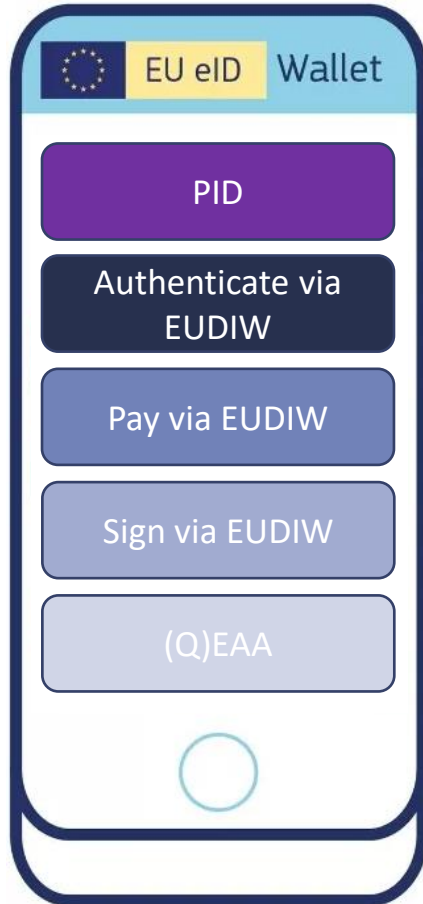 EU eID Wallet
PID
Authenticate via
EUDIW
Pay via EUDIW
Sign via EUDIW
(Q)EAA